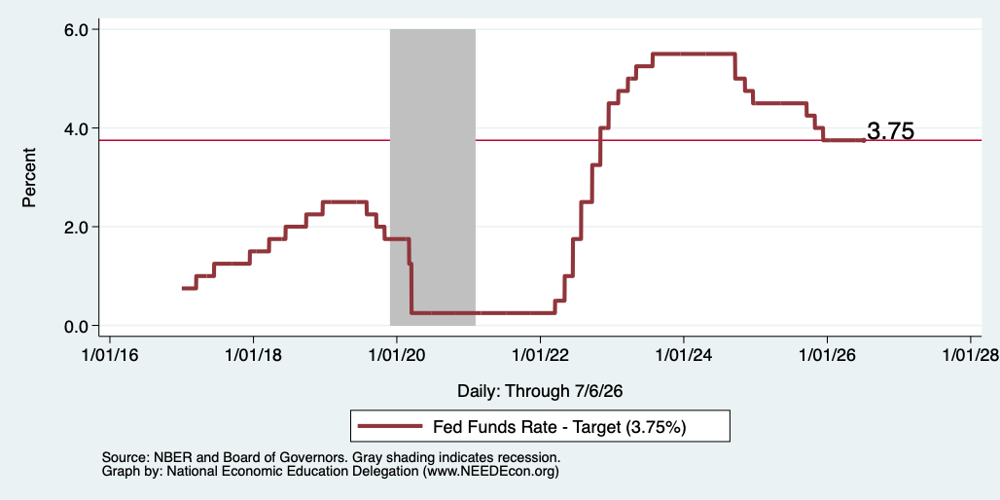 6.0
4.0
2.0
0.0
Percent
3.75
1/01/16 1/01/18 1/01/20 1/01/22 1/01/24 1/01/26 1/01/28
Daily: Through 7/6/26
Fed Funds Rate - Target (3.75%)
Source: NBER and Board of Governors. Gray shading indicates recession.
Graph by: National Economic Education Delegation (www.NEEDEcon.org)